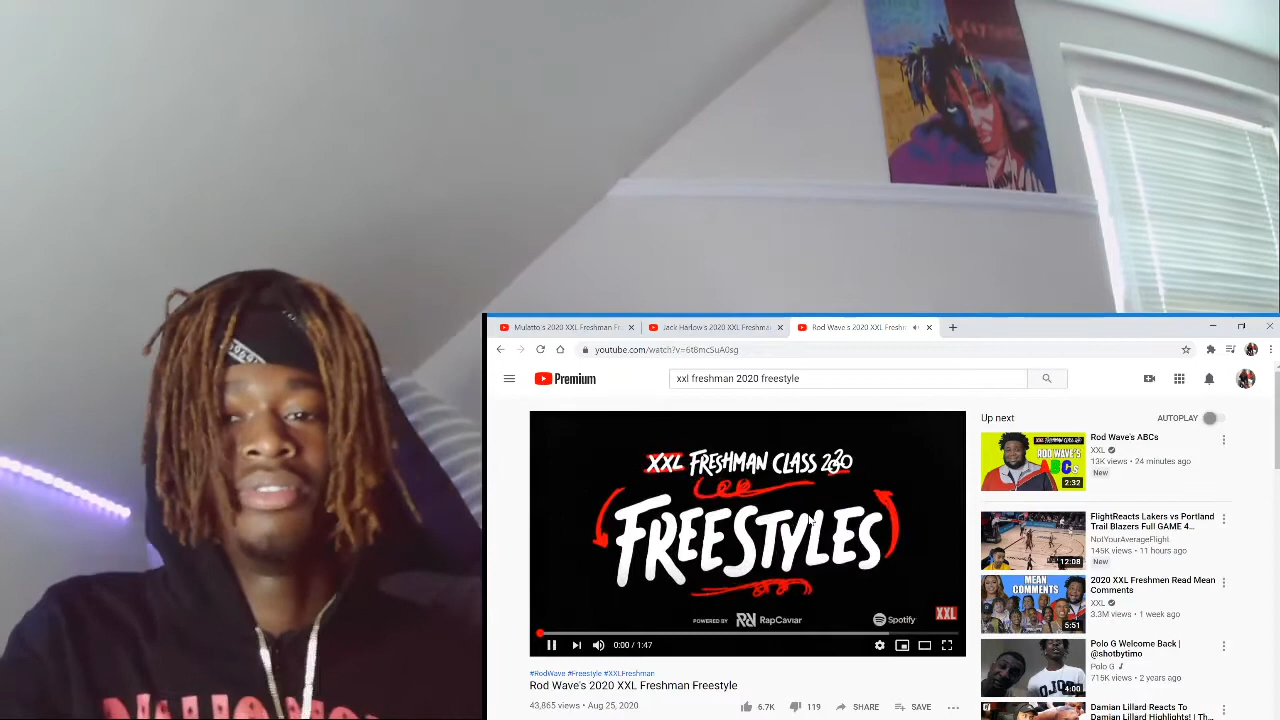 Mulatto's 2020 XXL Freshman Fr
Jack Harlow's 2020 XXL Freshma
Rod Wave's 2020 XXL Freshm
youtube.com/watch?v=6t8mcSuA0sg
Premium
xxl freshman 2020 freestyle
XXL FRESHMAN CLASS 2020
FREESTYLES
POWERED BY RapCaviar Spotify XXL
0:00 / 1:47
#RodWave #Freestyle #XXLFreshman
Rod Wave's 2020 XXL Freshman Freestyle
43,865 views • Aug 25, 2020
6.7K 119 SHARE SAVE
Up next
AUTOPLAY
ROD WAVE'S
ABCs
2:32
Rod Wave's ABCs
XXL
13K views • 24 minutes ago
New
12:08
FlightReacts Lakers vs Portland
Trail Blazers Full GAME 4...
NotYourAverageFlight
145K views • 11 hours ago
New
MEAN
COMMENTS
5:51
2020 XXL Freshmen Read Mean
Comments
XXL
3.3M views • 1 week ago
4:00
Polo G Welcome Back |
@shotbytimo
Polo G
775K views • 2 years ago
Damian Lillard Reacts To